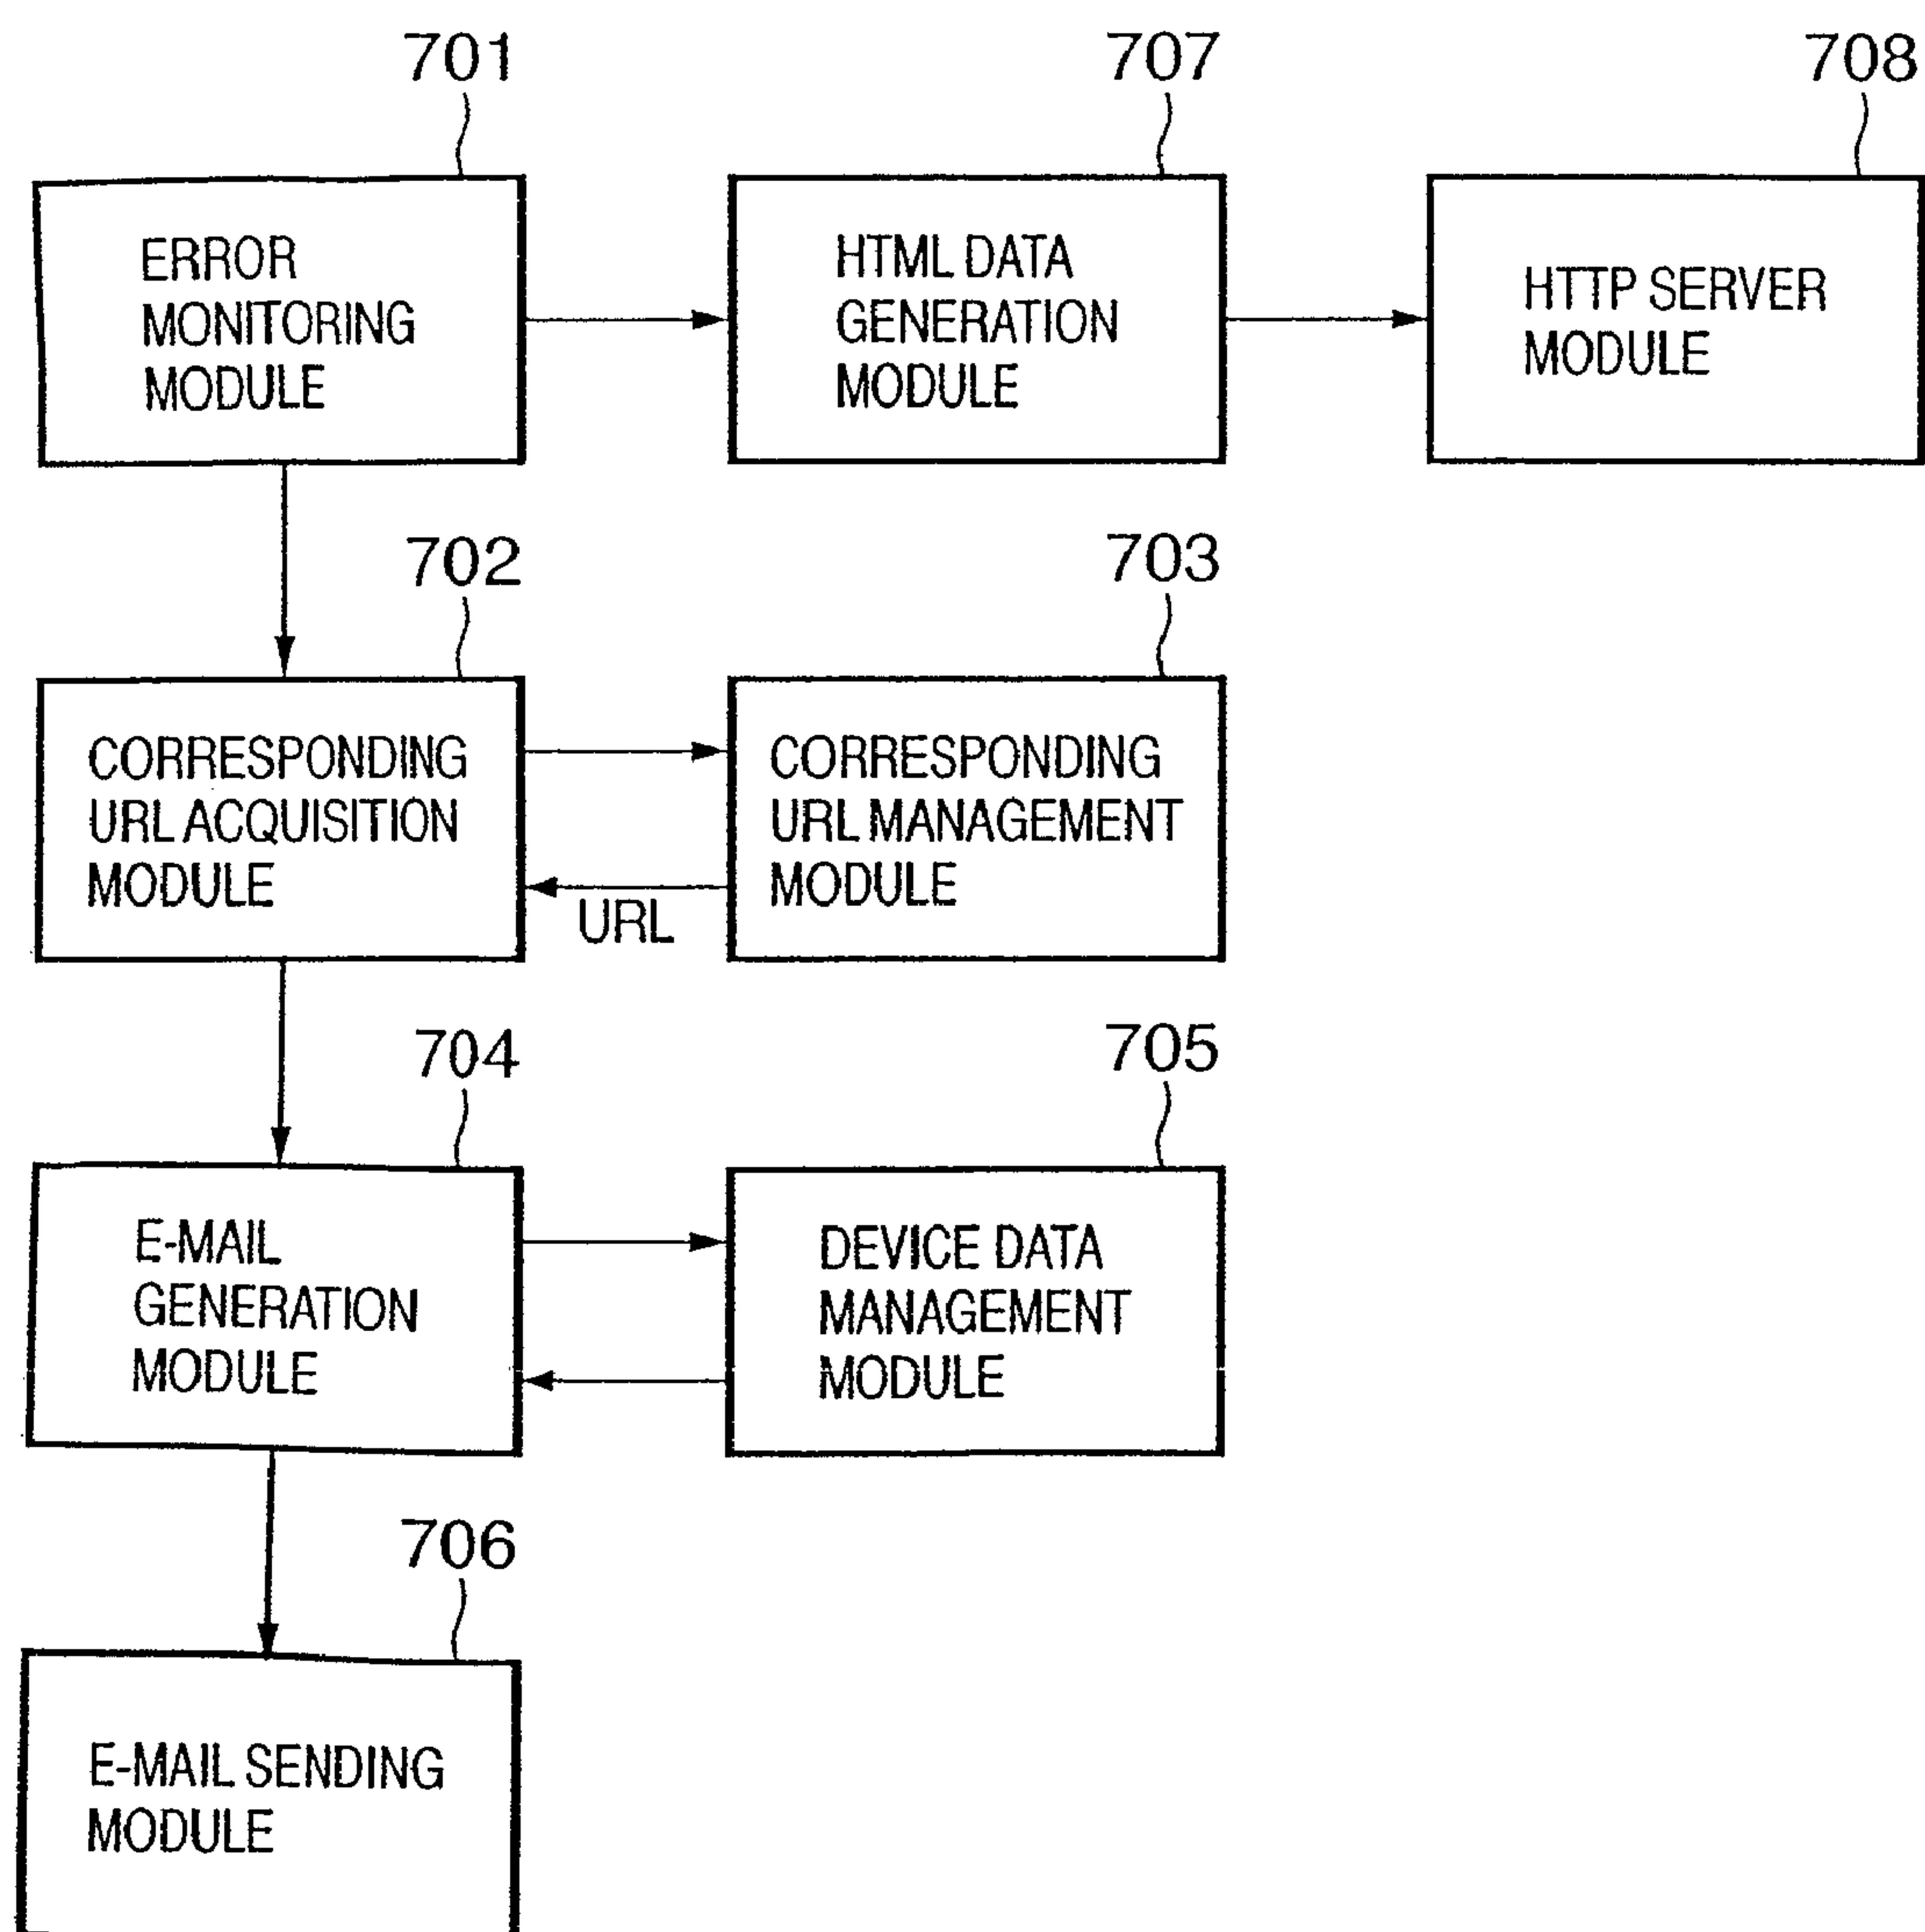 701
ERROR
MONITORING
MODULE
707
HTML DATA
GENERATION
MODULE
708
HTTP SERVER
MODULE
702
CORRESPONDING
URL ACQUISITION
MODULE
703
CORRESPONDING
URL MANAGEMENT
MODULE
URL
704
E-MAIL
GENERATION
MODULE
705
DEVICE DATA
MANAGEMENT
MODULE
706
E-MAIL SENDING
MODULE